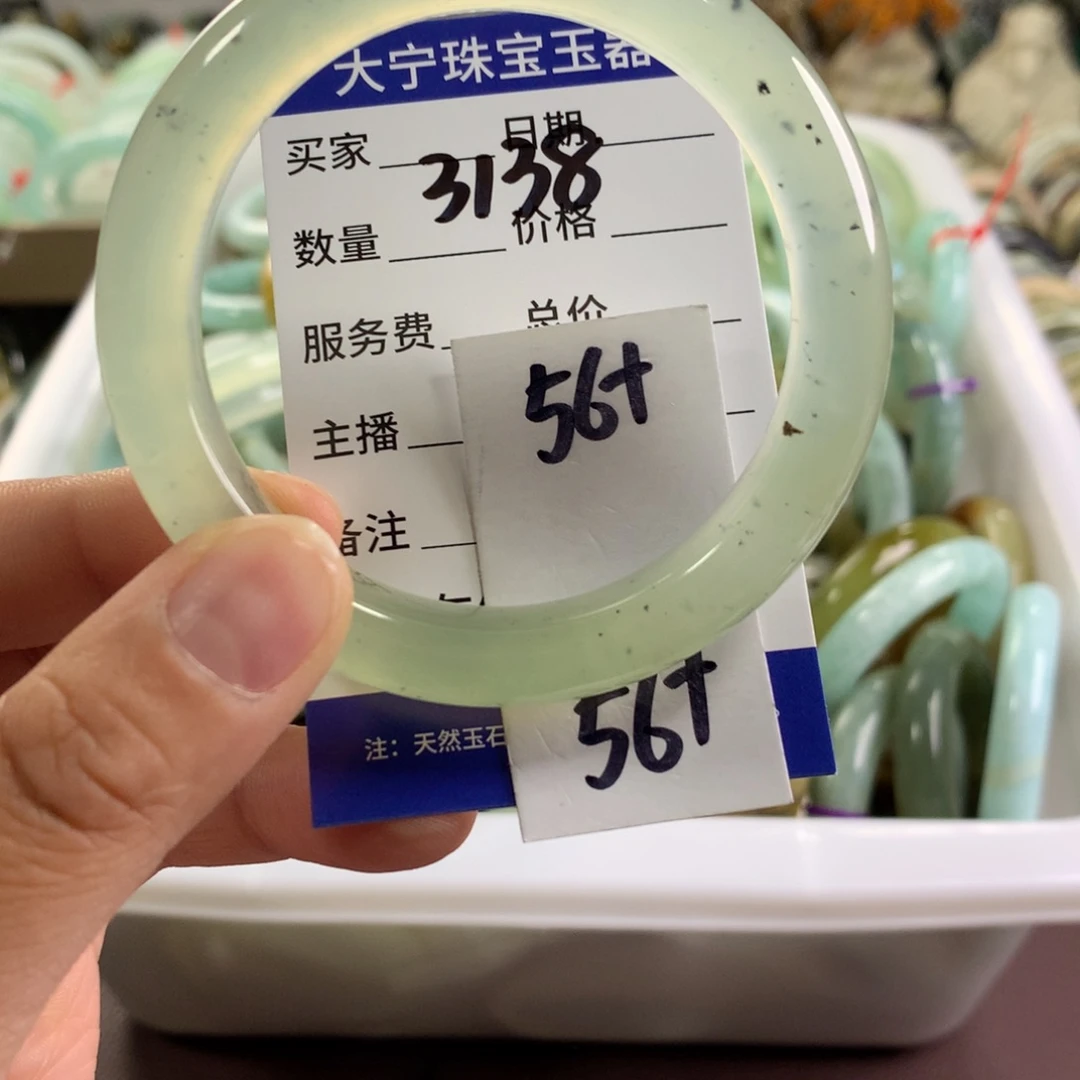 大宁珠宝玉器
买家 日期
3138
数量 价格
服务费 总价
56+
主播
备注
注：天然玉石
56+